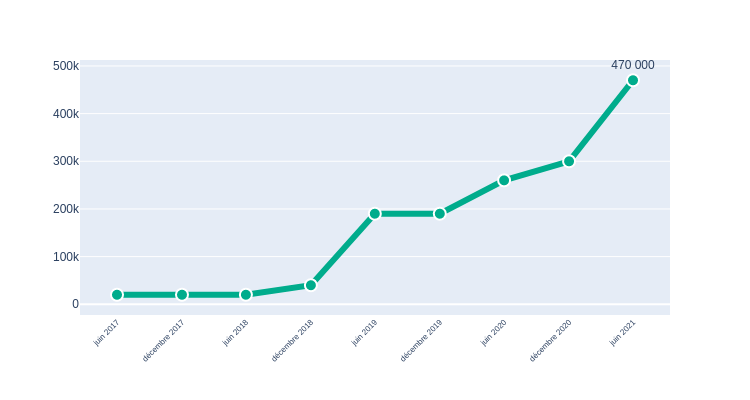 500k
470 000
400k
300k
200k
100k
0
juin 2017
décembre 2017
juin 2018
décembre 2018
juin 2019
décembre 2019
juin 2020
décembre 2020
juin 2021